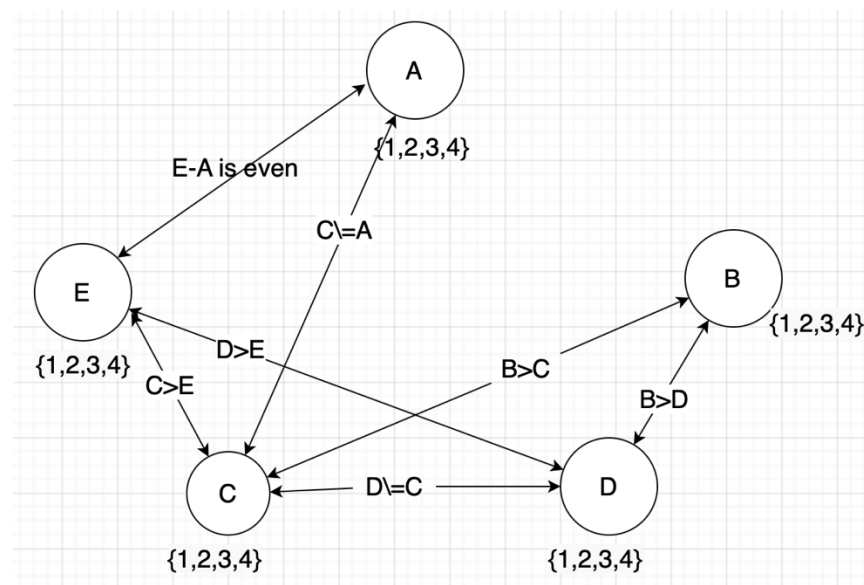 A
{1,2,3,4}
E-A is even
C\=A
E
{1,2,3,4}
B
{1,2,3,4}
D>E
C>E
B>C
B>D
C
{1,2,3,4}
D\=C
D
{1,2,3,4}